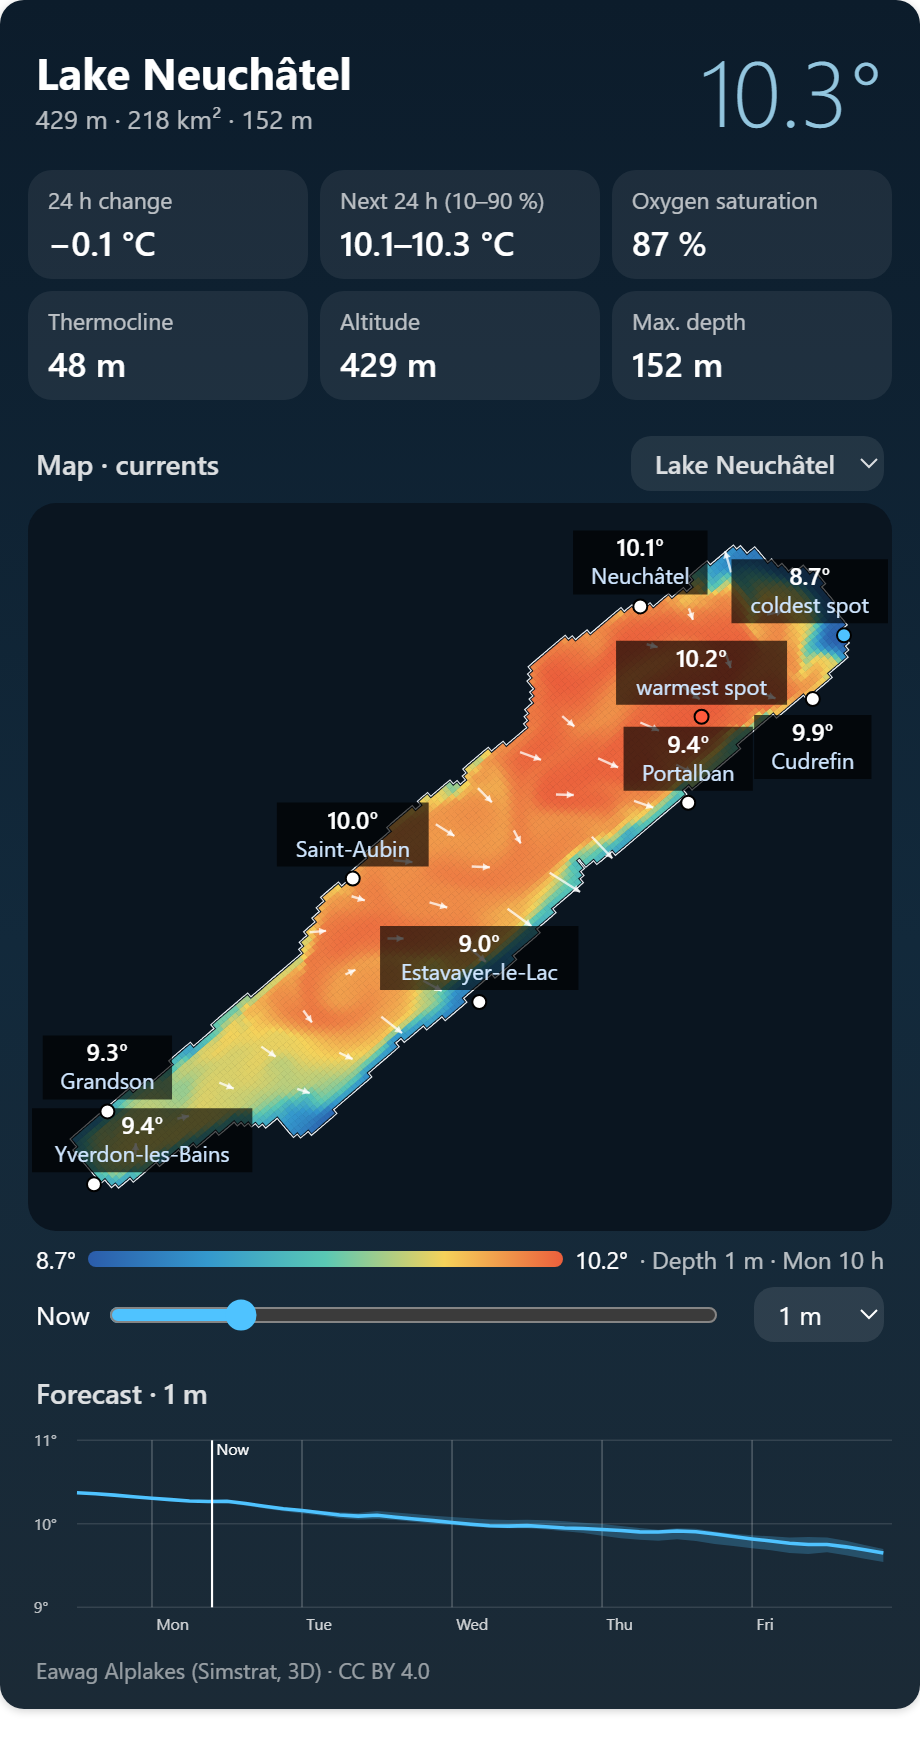 Lake Neuchâtel
10.3°
429 m · 218 km² · 152 m
24 h change
−0.1 °C
Next 24 h (10–90 %)
10.1–10.3 °C
Oxygen saturation
87 %
Thermocline
48 m
Altitude
429 m
Max. depth
152 m
Map · currents
Lake Neuchâtel
10.1°
Neuchâtel
8.7°
coldest spot
10.2°
warmest spot
9.4°
Portalban
9.9°
Cudrefin
10.0°
Saint-Aubin
9.0°
Estavayer-le-Lac
9.3°
Grandson
9.4°
Yverdon-les-Bains
8.7°
10.2° · Depth 1 m · Mon 10 h
Now
1 m
Forecast · 1 m
11°
Now
10°
9°
Mon Tue Wed Thu Fri
Eawag Alplakes (Simstrat, 3D) · CC BY 4.0